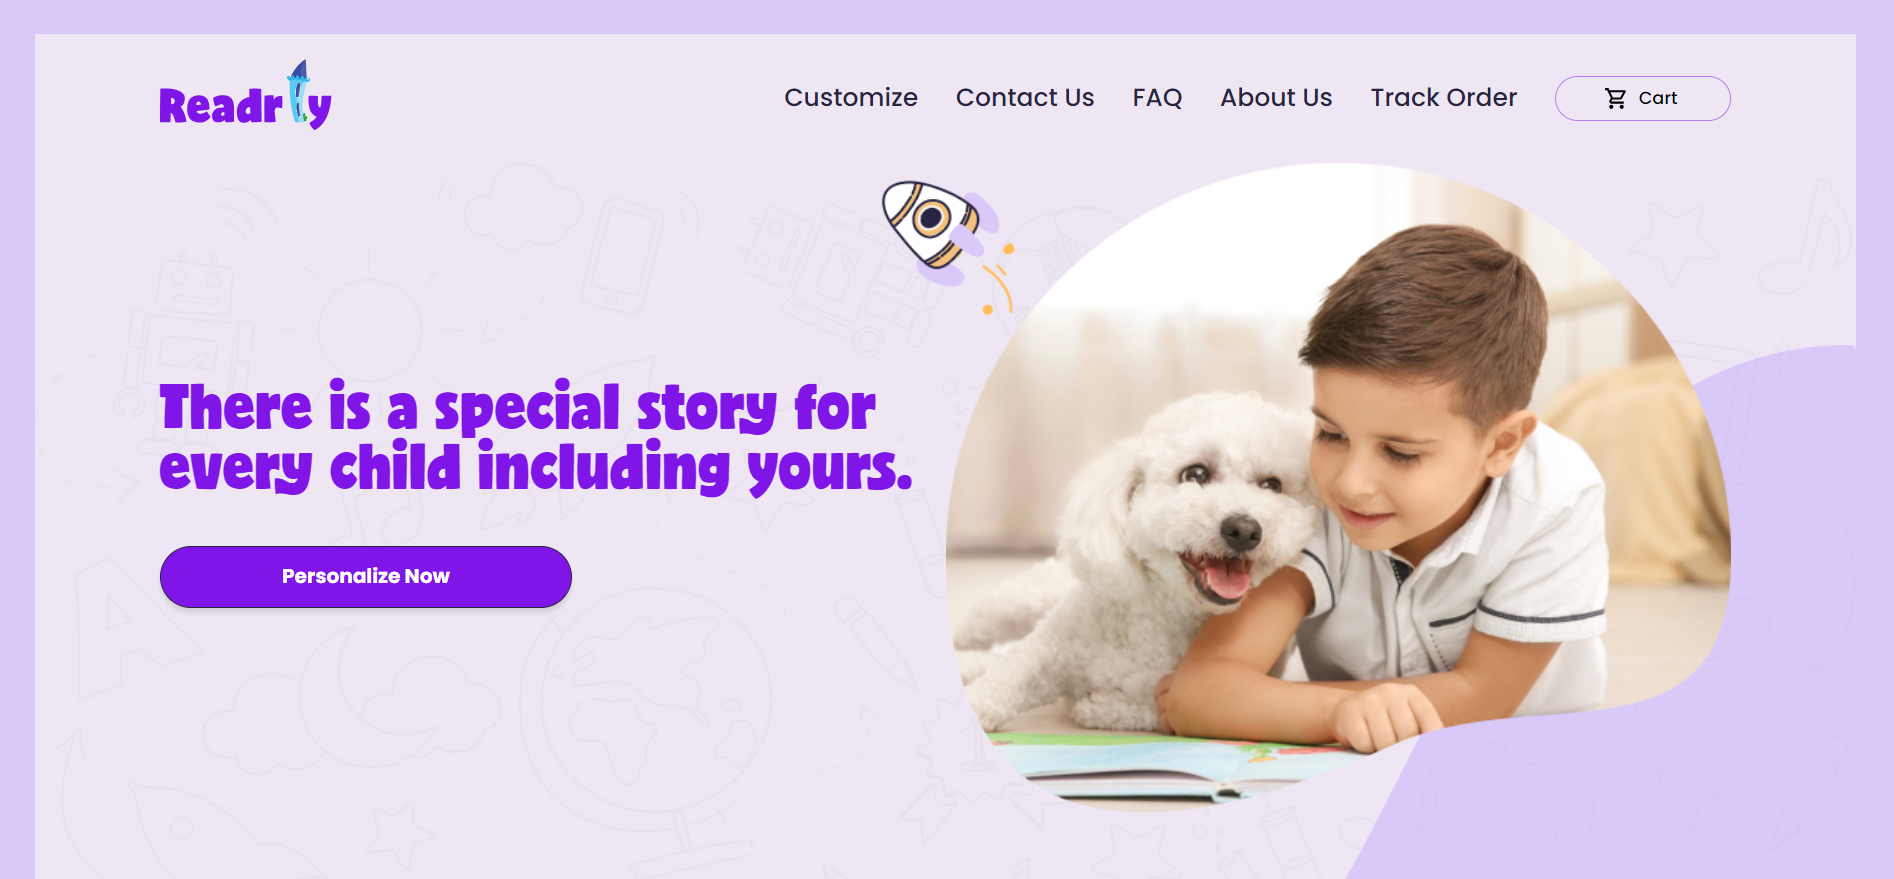 Readrly
Customize
Contact Us
FAQ
About Us
Track Order
Cart
There is a special story for
every child including yours.
Personalize Now